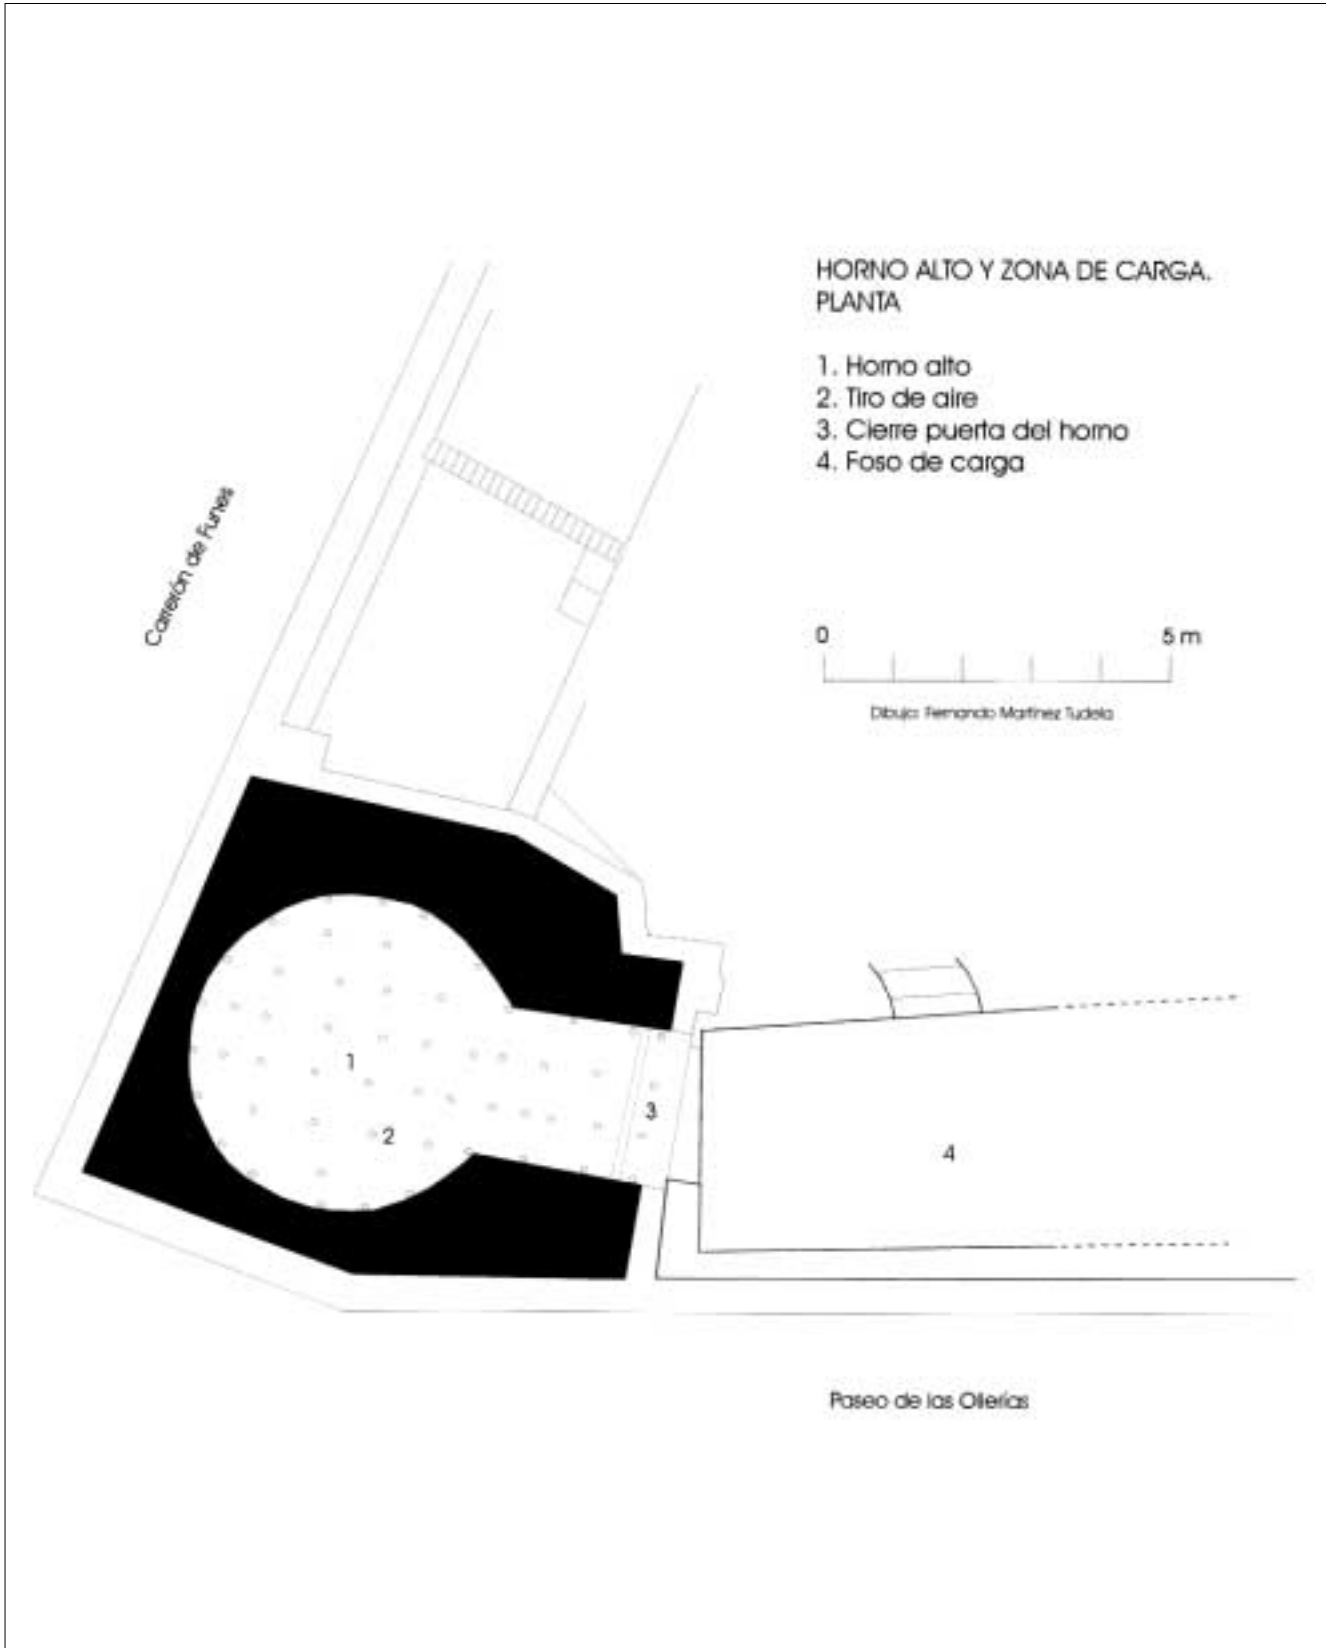 HORNO ALTO Y ZONA DE CARGA.
PLANTA
1. Horno alto
2. Tiro de aire
3. Cierre puerta del horno
4. Foso de carga
Carrerón de Funes
0 5 m
Dibujo: Fernando Martínez Tudela
1
2
3
4
Paseo de las Ollerías